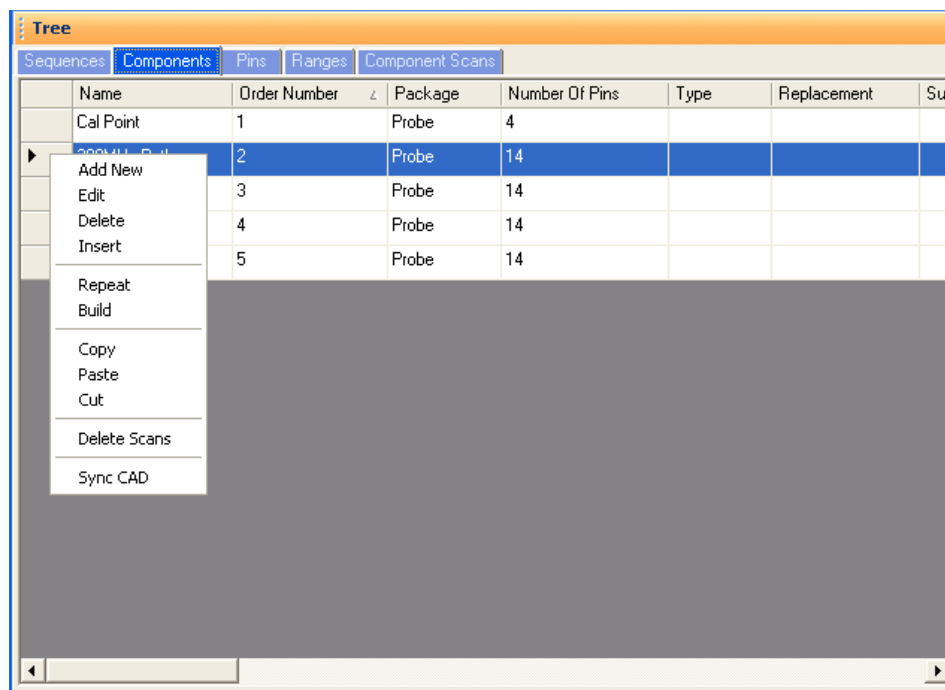 Tree
Sequences Components Pins Ranges Component Scans
Name Order Number Package Number Of Pins Type Replacement Su
Cal Point 1 Probe 4
2 Probe 14
Add New
Edit 3 Probe 14
Delete 4 Probe 14
Insert
5 Probe 14
Repeat
Build
Copy
Paste
Cut
Delete Scans
Sync CAD